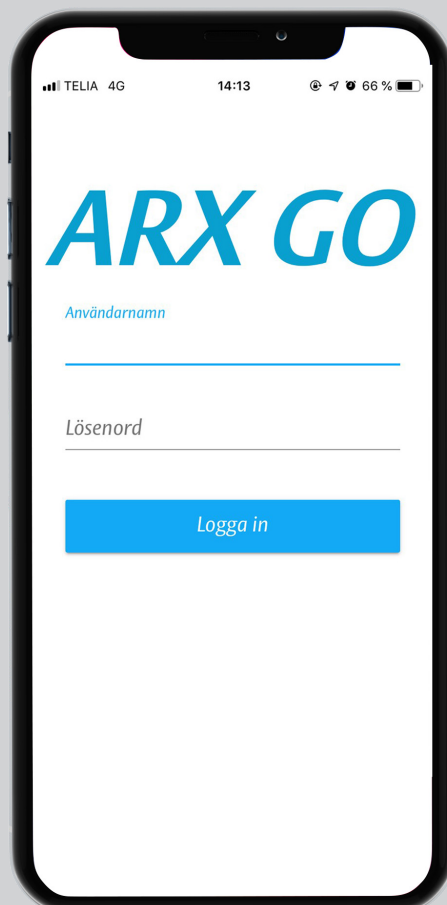 TELIA 4G 14:13 66 %
ARX GO
Användarnamn
Lösenord
Logga in